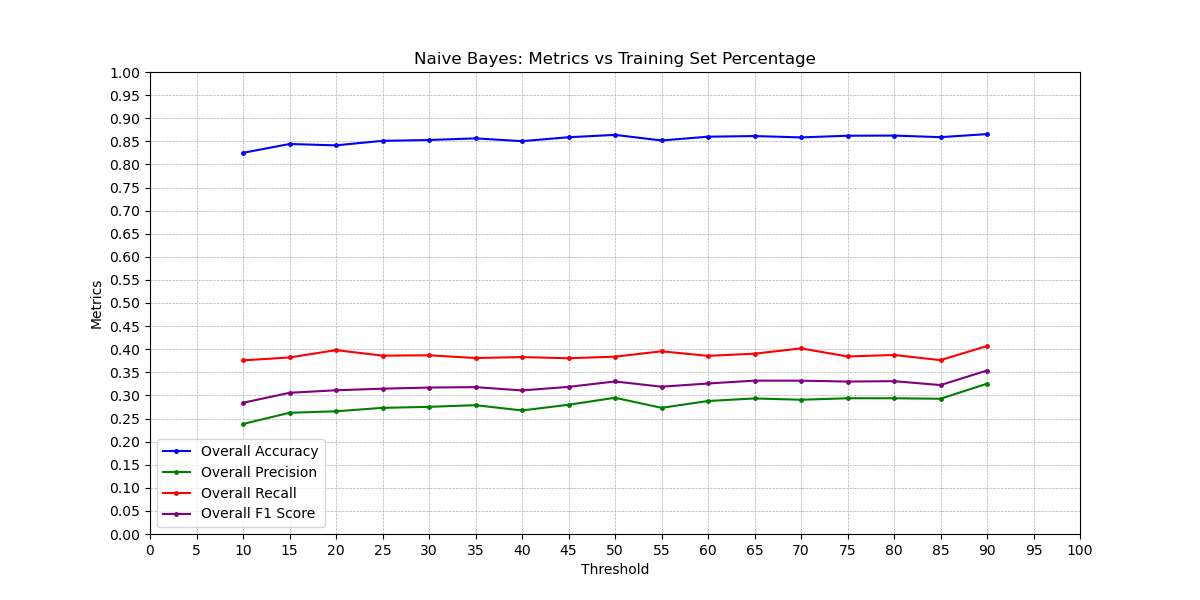 Naive Bayes: Metrics vs Training Set Percentage
Metrics
1.00
0.95
0.90
0.85
0.80
0.75
0.70
0.65
0.60
0.55
0.50
0.45
0.40
0.35
0.30
0.25
0.20
0.15
0.10
0.05
0.00
Overall Accuracy
Overall Precision
Overall Recall
Overall F1 Score
0 5 10 15 20 25 30 35 40 45 50 55 60 65 70 75 80 85 90 95 100
Threshold